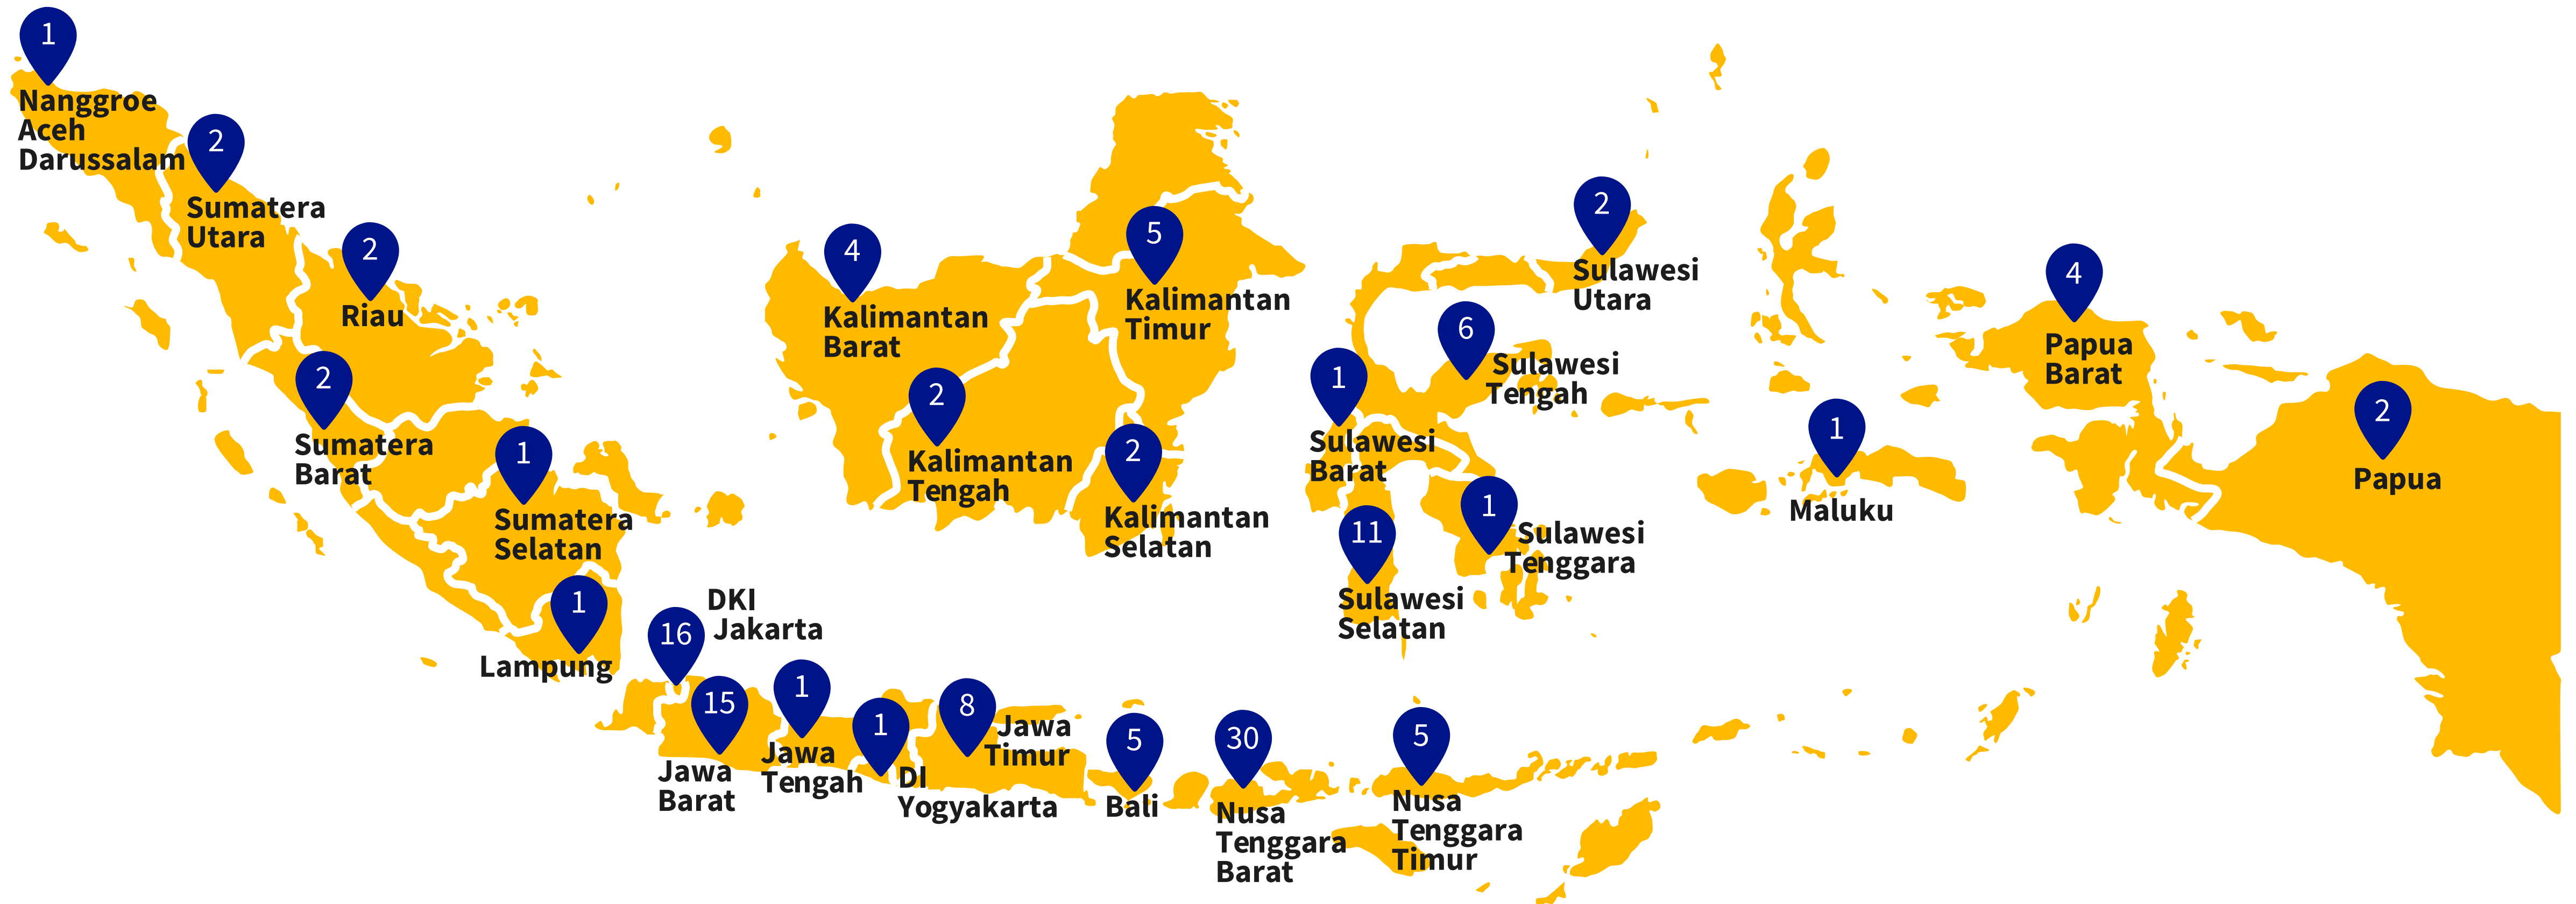 1
Nanggroe
Aceh
Darussalam
2
Sumatera
Utara
2
Riau
2
Sumatera
Barat
1
Sumatera
Selatan
1
Lampung
16
DKI
Jakarta
15
Jawa
Barat
1
Jawa
Tengah
1
DI
Yogyakarta
8
Jawa
Timur
5
Bali
30
Nusa
Tenggara
Barat
5
Nusa
Tenggara
Timur
4
Kalimantan
Barat
2
Kalimantan
Tengah
5
Kalimantan
Timur
2
Kalimantan
Selatan
2
Sulawesi
Utara
6
Sulawesi
Tengah
1
Sulawesi
Barat
11
Sulawesi
Selatan
1
Sulawesi
Tenggara
1
Maluku
4
Papua
Barat
2
Papua